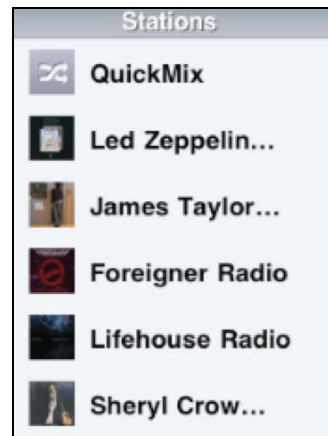 Stations
QuickMix
Led Zeppelin...
James Taylor...
Foreigner Radio
Lifehouse Radio
Sheryl Crow...